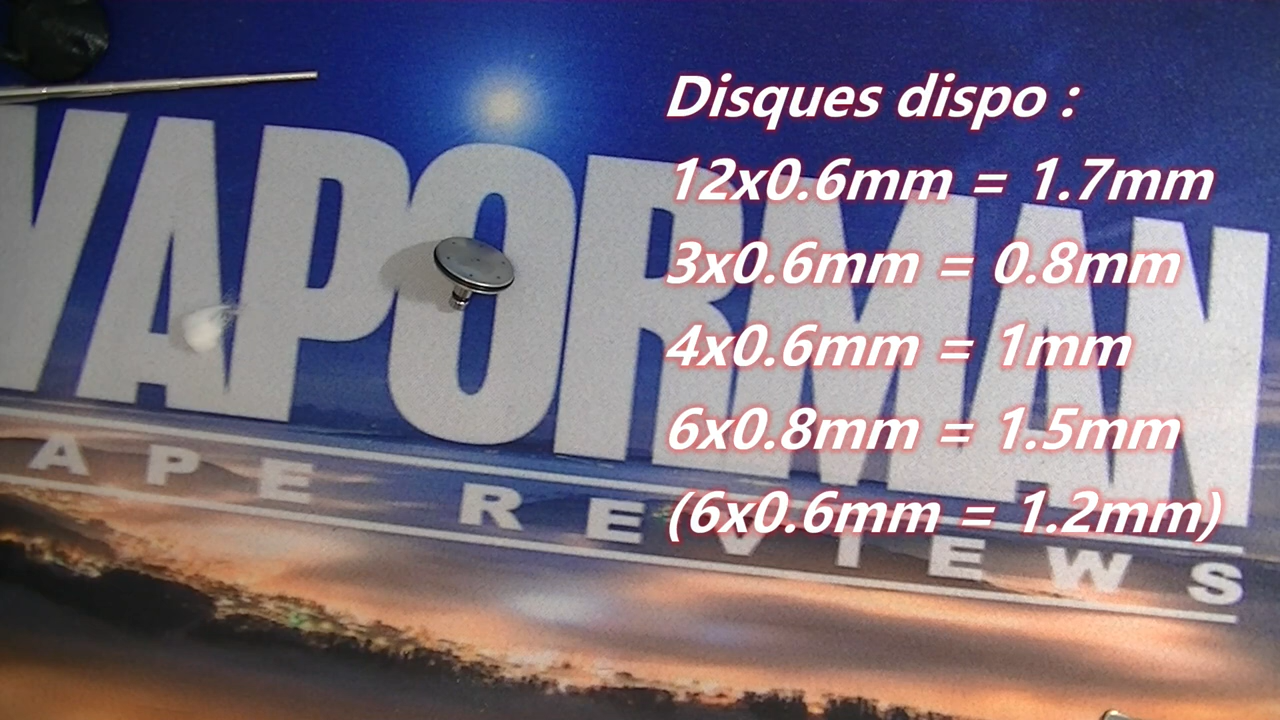 Disques dispo :
12x0.6mm = 1.7mm
3x0.6mm = 0.8mm
4x0.6mm = 1mm
6x0.8mm = 1.5mm
(6x0.6mm = 1.2mm)
VAPORMAN
APE REVIEWS